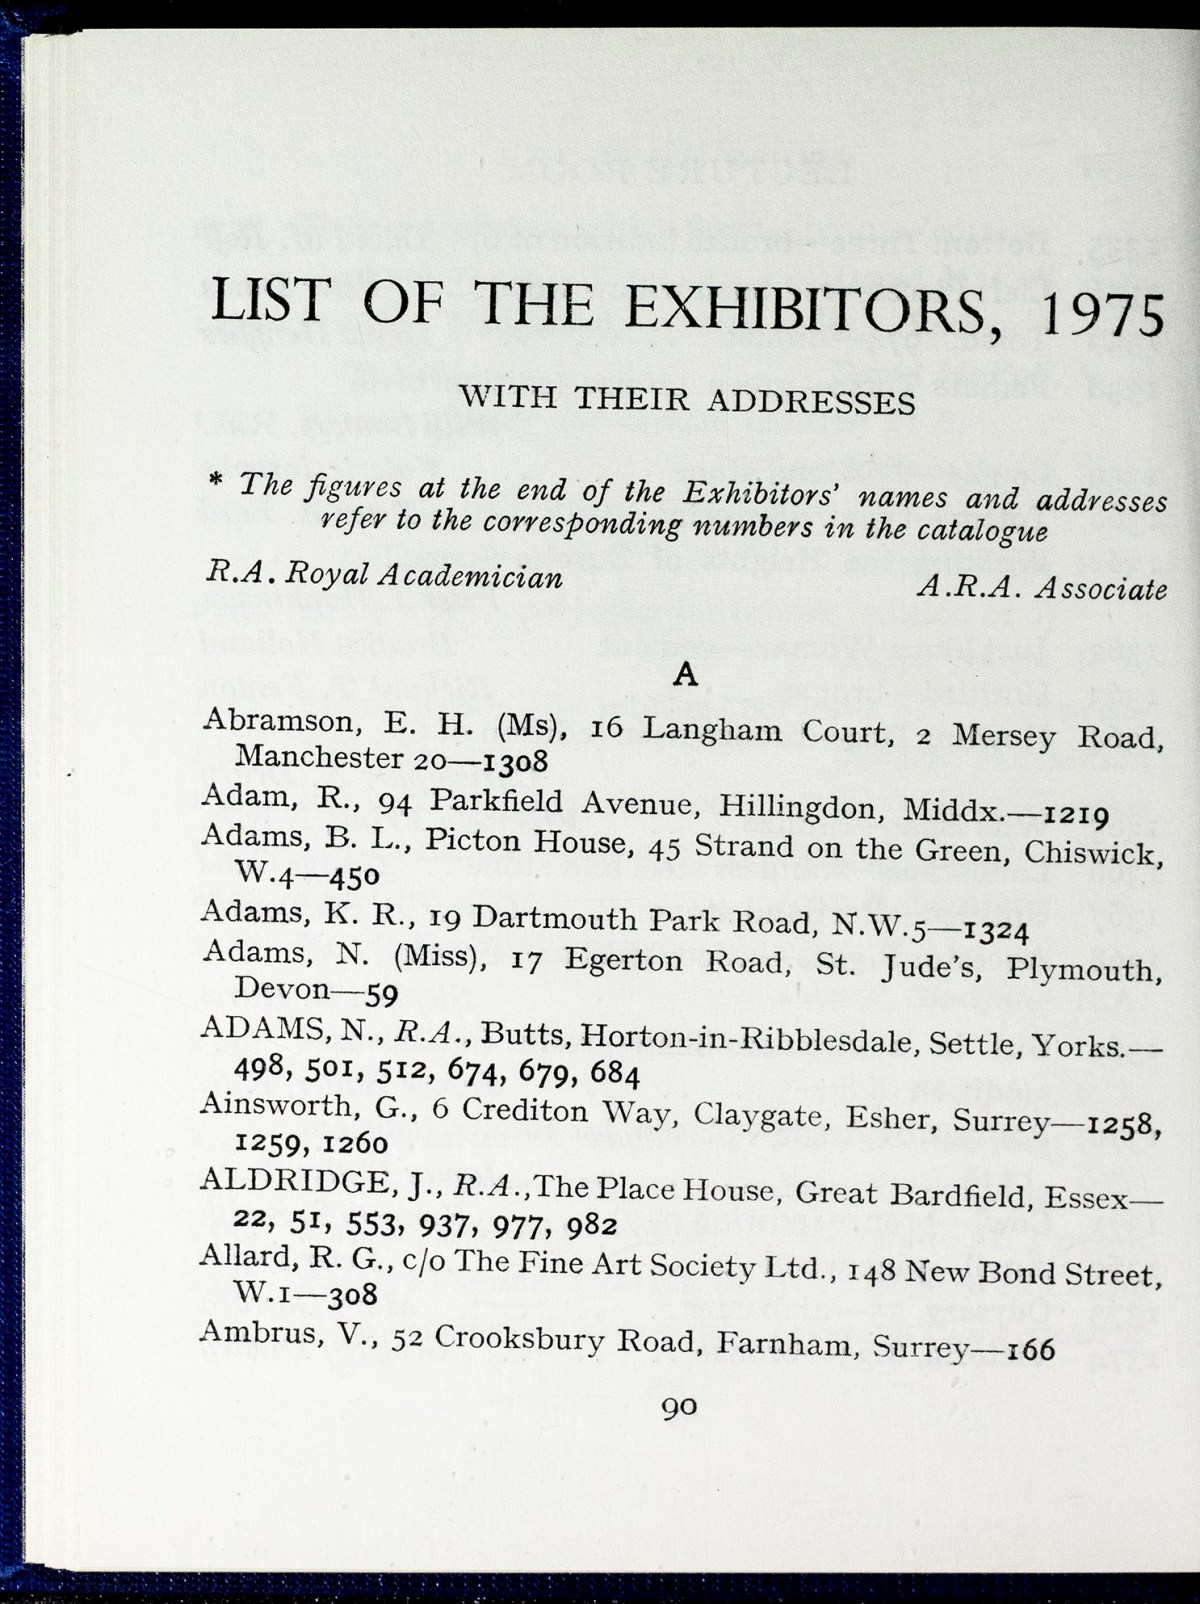 LIST OF THE EXHIBITORS, 1975
WITH THEIR ADDRESSES
* The figures at the end of the Exhibitors' names and addresses
refer to the corresponding numbers in the catalogue
R.A. Royal Academician A.R.A. Associate
A
Abramson, E. H. (Ms), 16 Langham Court, 2 Mersey Road,
Manchester 20—1308
Adam, R., 94 Parkfield Avenue, Hillingdon, Middx.—1219
Adams, B. L., Picton House, 45 Strand on the Green, Chiswick,
W.4—450
Adams, K. R., 19 Dartmouth Park Road, N.W.5—1324
Adams, N. (Miss), 17 Egerton Road, St. Jude's, Plymouth,
Devon—59
ADAMS, N., R.A., Butts, Horton-in-Ribblesdale, Settle, Yorks.—
498, 501, 512, 674, 679, 684
Ainsworth, G., 6 Crediton Way, Claygate, Esher, Surrey—1258,
1259, 1260
ALDRIDGE, J., R.A.,The Place House, Great Bardfield, Essex—
22, 51, 553, 937, 977, 982
Allard, R. G., c/o The Fine Art Society Ltd., 148 New Bond Street,
W.1—308
Ambrus, V., 52 Crooksbury Road, Farnham, Surrey—166
90